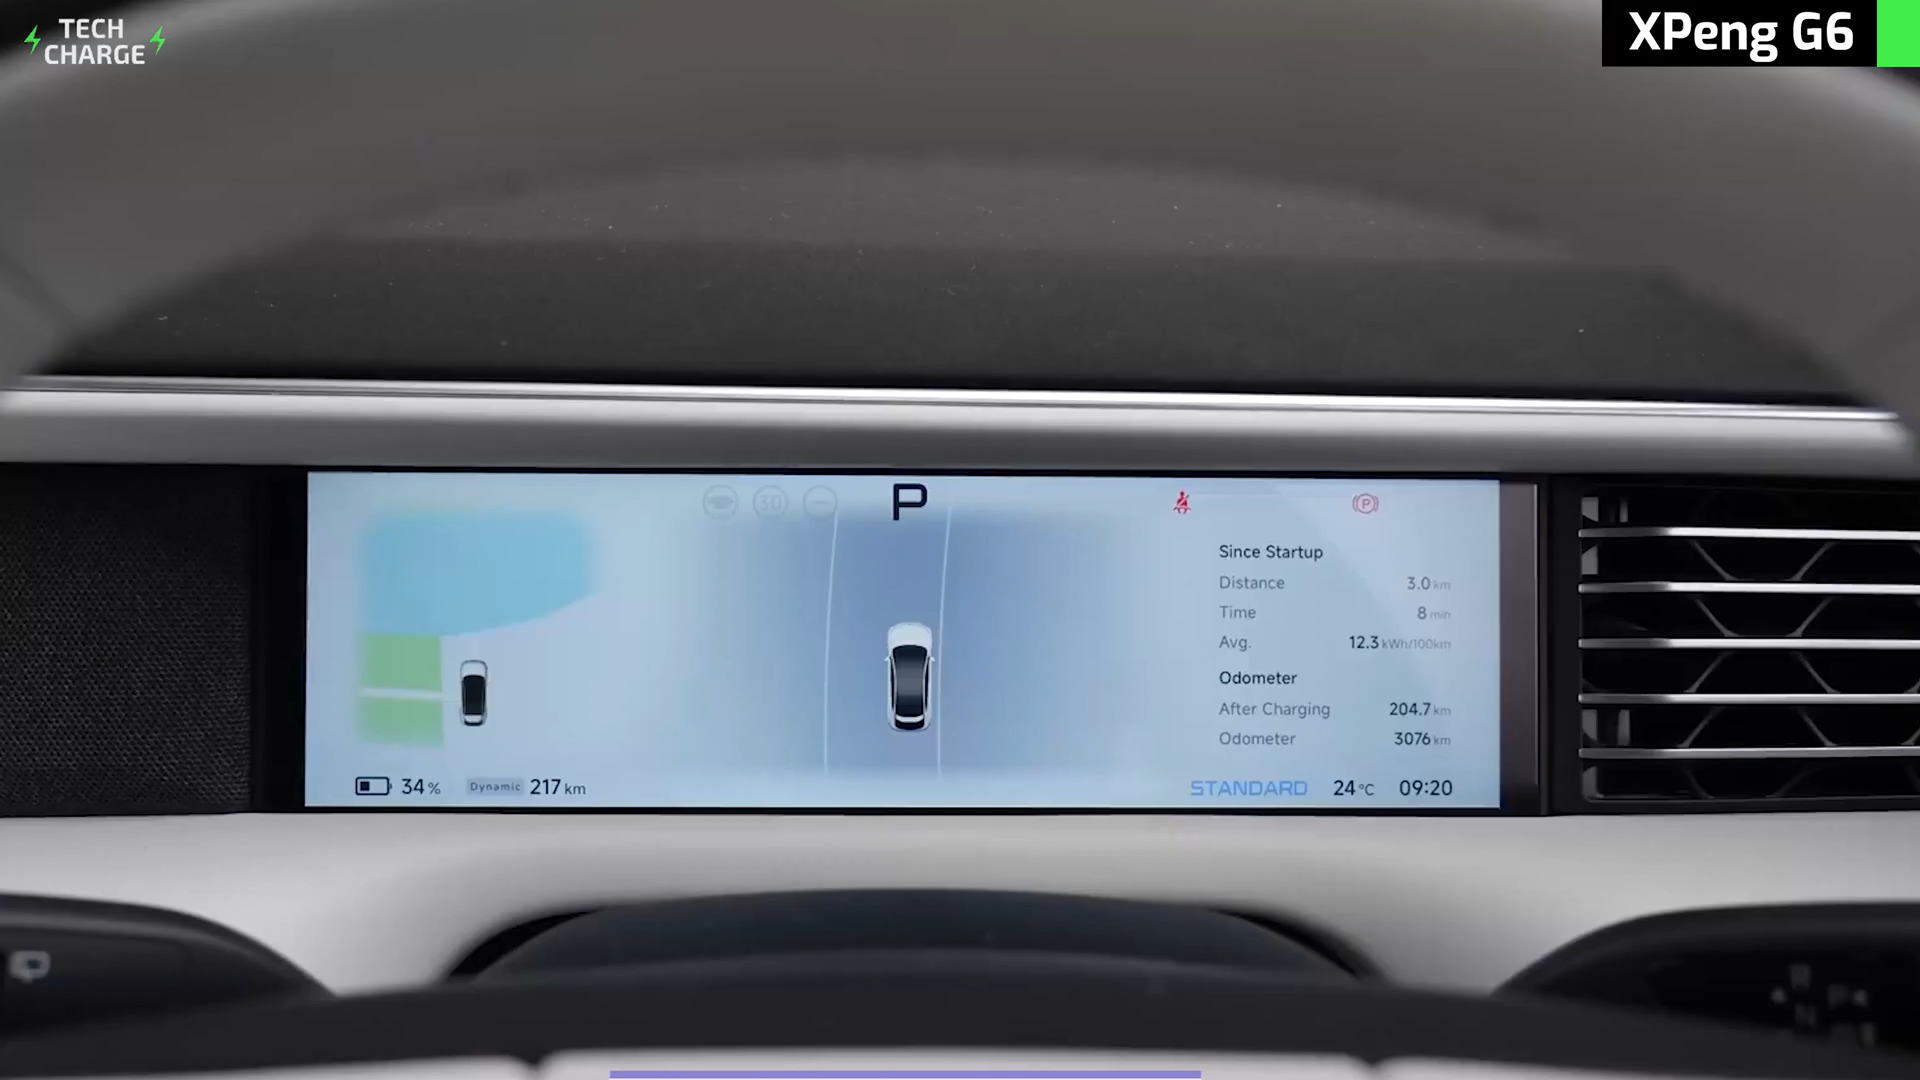 TECH
CHARGE
XPeng G6
30
P
P
Since Startup
Distance 3.0 km
Time 8 min
Avg. 12.3 kWh/100km
Odometer
After Charging 204.7 km
Odometer 3076 km
34% Dynamic 217 km
STANDARD 24°C 09:20